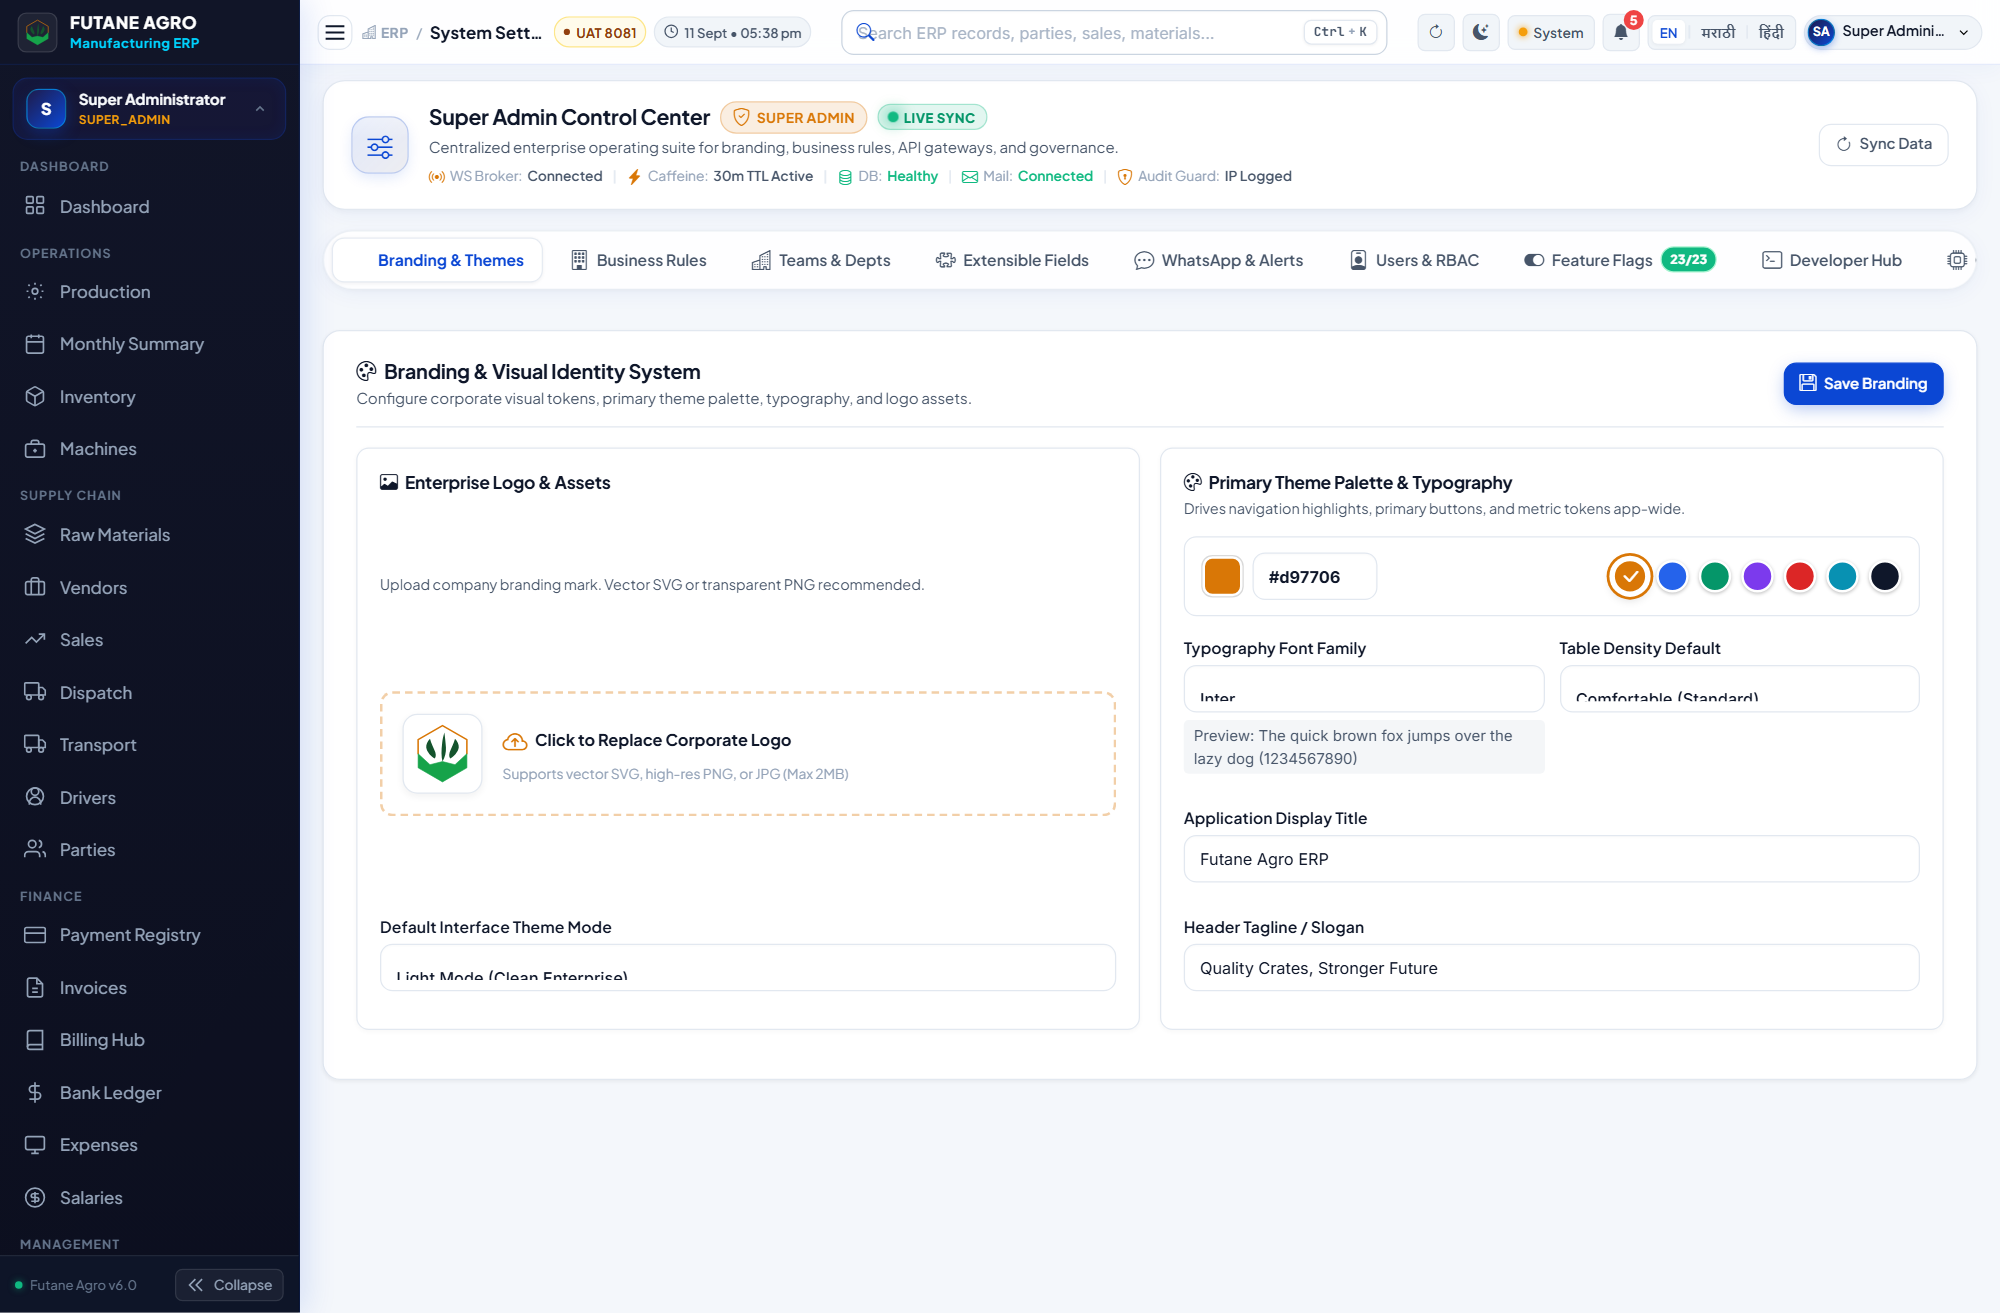 FUTANE AGRO
Manufacturing ERP
S
Super Administrator
SUPER_ADMIN
DASHBOARD
Dashboard
OPERATIONS
Production
Monthly Summary
Inventory
Machines
SUPPLY CHAIN
Raw Materials
Vendors
Sales
Dispatch
Transport
Drivers
Parties
FINANCE
Payment Registry
Invoices
Billing Hub
Bank Ledger
Expenses
Salaries
MANAGEMENT
Futane Agro v6.0
Collapse
ERP / System Sett...
UAT 8081
11 Sept • 05:38 pm
Search ERP records, parties, sales, materials...
Ctrl + K
System
5
EN
मराठी
हिंदी
SA
Super Admini...
Super Admin Control Center
SUPER ADMIN
LIVE SYNC
Centralized enterprise operating suite for branding, business rules, API gateways, and governance.
WS Broker: Connected
Caffeine: 30m TTL Active
DB: Healthy
Mail: Connected
Audit Guard: IP Logged
Sync Data
Branding & Themes
Business Rules
Teams & Depts
Extensible Fields
WhatsApp & Alerts
Users & RBAC
Feature Flags 23/23
Developer Hub
Branding & Visual Identity System
Configure corporate visual tokens, primary theme palette, typography, and logo assets.
Save Branding
Enterprise Logo & Assets
Upload company branding mark. Vector SVG or transparent PNG recommended.
Click to Replace Corporate Logo
Supports vector SVG, high-res PNG, or JPG (Max 2MB)
Default Interface Theme Mode
Light Mode (Clean Enterprise)
Primary Theme Palette & Typography
Drives navigation highlights, primary buttons, and metric tokens app-wide.
#d97706
Typography Font Family
Inter
Table Density Default
Comfortable (Standard)
Preview: The quick brown fox jumps over the
lazy dog (1234567890)
Application Display Title
Futane Agro ERP
Header Tagline / Slogan
Quality Crates, Stronger Future